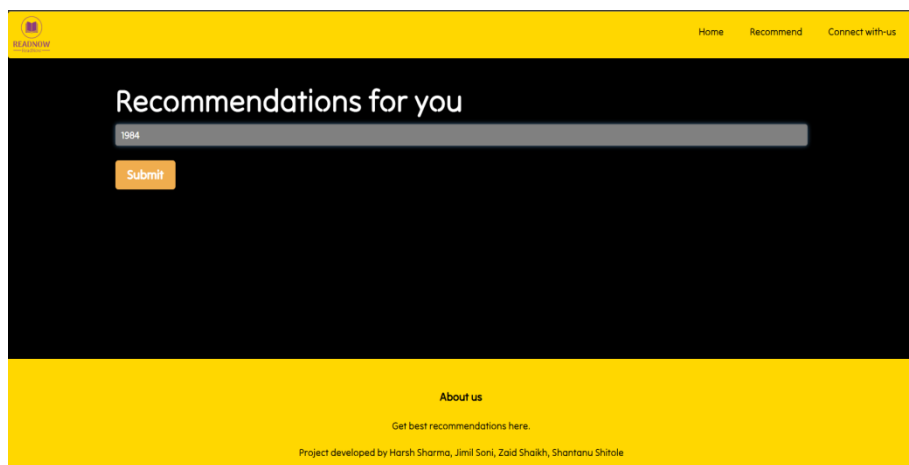 READNOW
Home Recommend Connect with-us
Recommendations for you
1984
Submit
About us
Get best recommendations here.
Project developed by Harsh Sharma, Jimil Soni, Zaid Shaikh, Shantanu Shitole